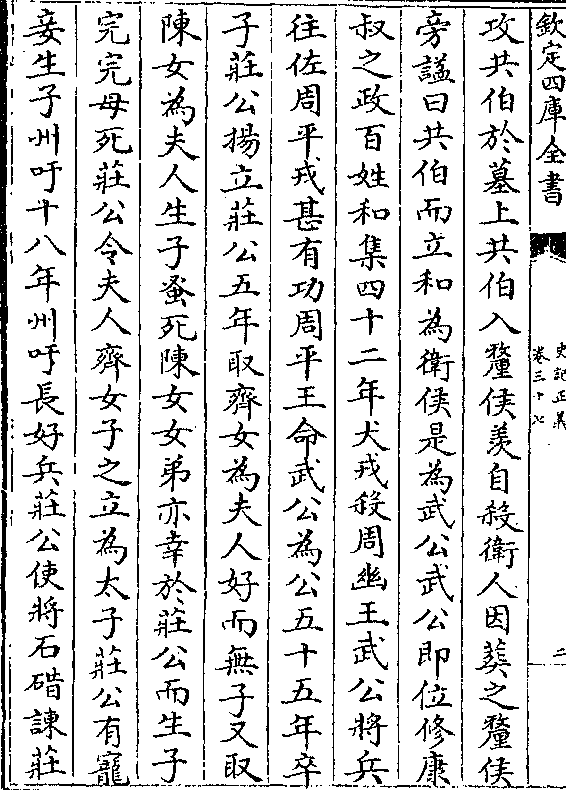 欽定四庫全書
史記正義
卷三十七
二
攻共伯於墓上共伯入釐侯羡自殺衛人因葬之釐侯
旁諡曰共伯而立和為衛侯是為武公武公即位修康
叔之政百姓和集四十二年犬戎殺周幽王武公將兵
往佐周平戎甚有功周平王命武公為公五十五年卒
子莊公揚立莊公五年取齊女為夫人好而無子又取
陳女為夫人生子蚤死陳女女弟亦幸於莊公而生子
完完母死莊公令夫人齊女子之立為太子莊公有寵
妾生子州吁十八年州吁長好兵莊公使將石碏諫莊